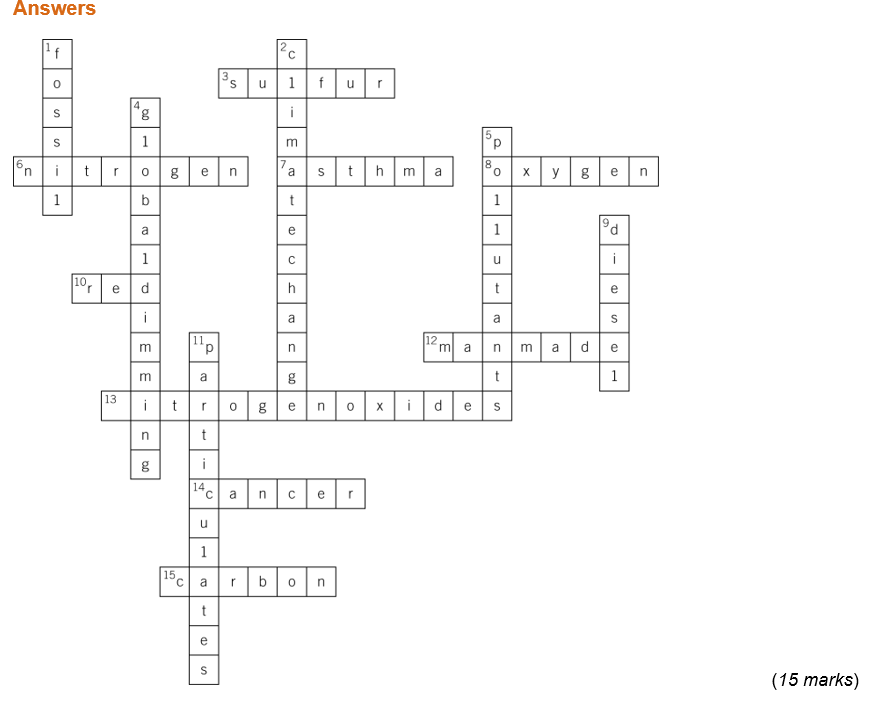 Answers
1 f 2 c
o 3 s u l f u r
s 4 g i
s l m 5 p
6 n i t r o g e n 7 a s t h m a 8 o x y g e n
l b t l
a e l 9 d
l c u i
10 r e d h t e
i a a s
m 11 p n 12 m a n m a d e
m a g t l
13 i t r o g e n o x i d e s
n t
g i
14 c a n c e r
u
l
15 c a r b o n
t
e
s
(15 marks)